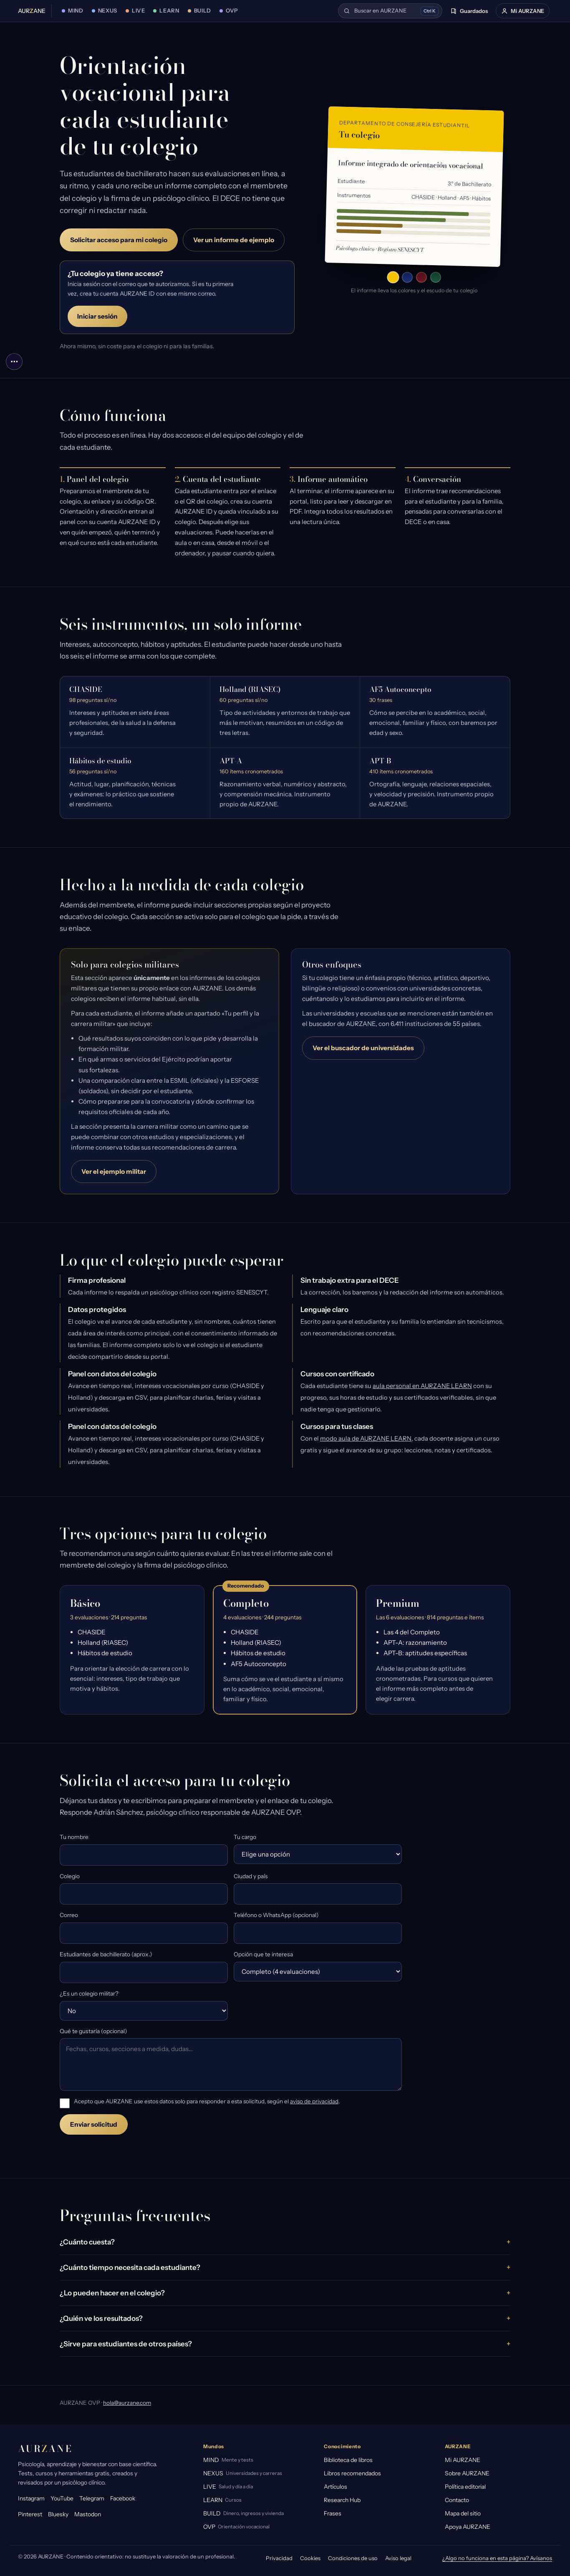 AURZANE
MIND
NEXUS
LIVE
LEARN
BUILD
OVP
Buscar en AURZANE
Ctrl K
Guardados
Mi AURZANE
Orientación
vocacional para
cada estudiante
de tu colegio
Tus estudiantes de bachillerato hacen sus evaluaciones en línea, a
su ritmo, y cada uno recibe un informe completo con el membrete
del colegio y la firma de un psicólogo clínico. El DECE no tiene que
corregir ni redactar nada.
Solicitar acceso para mi colegio
Ver un informe de ejemplo
¿Tu colegio ya tiene acceso?
Inicia sesión con el correo que te autorizamos. Si es tu primera
vez, crea tu cuenta AURZANE ID con ese mismo correo.
Iniciar sesión
Ahora mismo, sin coste para el colegio ni para las familias.
DEPARTAMENTO DE CONSEJERÍA ESTUDIANTIL
Tu colegio
Informe integrado de orientación vocacional
Estudiante
3º de Bachillerato
Instrumentos
CHASIDE · Holland · AF5 · Hábitos
Psicólogo clínico · Registro SENESCYT
El informe lleva los colores y el escudo de tu colegio
Cómo funciona
Todo el proceso es en línea. Hay dos accesos: el del equipo del colegio y el de
cada estudiante.
1. Panel del colegio
Preparamos el membrete de tu
colegio, su enlace y su código QR.
Orientación y dirección entran al
panel con su cuenta AURZANE ID y
ven quién empezó, quién terminó y
en qué curso está cada estudiante.
2. Cuenta del estudiante
Cada estudiante entra por el enlace
o el QR del colegio, crea su cuenta
AURZANE ID y queda vinculado a su
colegio. Después elige sus
evaluaciones. Puede hacerlas en el
aula o en casa, desde el móvil o el
ordenador, y pausar cuando quiera.
3. Informe automático
Al terminar, el informe aparece en su
portal, listo para leer y descargar en
PDF. Integra todos los resultados en
una lectura única.
4. Conversación
El informe trae recomendaciones
para el estudiante y para la familia,
pensadas para conversarlas con el
DECE o en casa.
Seis instrumentos, un solo informe
Intereses, autoconcepto, hábitos y aptitudes. El estudiante puede hacer desde uno hasta
los seis; el informe se arma con los que complete.
CHASIDE
98 preguntas sí/no
Intereses y aptitudes en siete áreas
profesionales, de la salud a la defensa
y seguridad.
Holland (RIASEC)
60 preguntas sí/no
Tipo de actividades y entornos de trabajo que
más le motivan, resumidos en un código de
tres letras.
AF5 Autoconcepto
30 frases
Cómo se percibe en lo académico, social,
emocional, familiar y físico, con baremos por
edad y sexo.
Hábitos de estudio
56 preguntas sí/no
Actitud, lugar, planificación, técnicas
y exámenes: lo práctico que sostiene
el rendimiento.
APT-A
160 ítems cronometrados
Razonamiento verbal, numérico y abstracto,
y comprensión mecánica. Instrumento
propio de AURZANE.
APT-B
410 ítems cronometrados
Ortografía, lenguaje, relaciones espaciales,
y velocidad y precisión. Instrumento propio
de AURZANE.
Hecho a la medida de cada colegio
Además del membrete, el informe puede incluir secciones propias según el proyecto
educativo del colegio. Cada sección se activa solo para el colegio que la pide, a través de
su enlace.
Solo para colegios militares
Esta sección aparece únicamente en los informes de los colegios
militares que tienen su propio enlace con AURZANE. Los demás
colegios reciben el informe habitual, sin ella.
Para cada estudiante, el informe añade un apartado «Tu perfil y la
carrera militar» que incluye:
• Qué resultados suyos coinciden con lo que pide y desarrolla la
formación militar.
• En qué armas o servicios del Ejército podrían aportar
sus fortalezas.
• Una comparación clara entre la ESMIL (oficiales) y la ESFORSE
(soldados), sin decidir por el estudiante.
• Cómo prepararse para la convocatoria y dónde confirmar los
requisitos oficiales de cada año.
La sección presenta la carrera militar como un camino que se
puede combinar con otros estudios y especializaciones, y el
informe conserva todas sus recomendaciones de carrera.
Ver el ejemplo militar
Otros enfoques
Si tu colegio tiene un énfasis propio (técnico, artístico, deportivo,
bilingüe o religioso) o convenios con universidades concretas,
cuéntanoslo y lo estudiamos para incluirlo en el informe.
Las universidades y escuelas que se mencionen están también en
el buscador de AURZANE, con 6.411 instituciones de 55 países.
Ver el buscador de universidades
Lo que el colegio puede esperar
Firma profesional
Cada informe lo respalda un psicólogo clínico con registro SENESCYT.
Sin trabajo extra para el DECE
La corrección, los baremos y la redacción del informe son automáticos.
Datos protegidos
El colegio ve el avance de cada estudiante y, sin nombres, cuántos tienen
cada área de interés como principal, con el consentimiento informado de
las familias. El informe completo solo lo ve el colegio si el estudiante
decide compartirlo desde su portal.
Lenguaje claro
Escrito para que el estudiante y su familia lo entiendan sin tecnicismos,
con recomendaciones concretas.
Panel con datos del colegio
Avance en tiempo real, intereses vocacionales por curso (CHASIDE y
Holland) y descarga en CSV, para planificar charlas, ferias y visitas a
universidades.
Cursos con certificado
Cada estudiante tiene su aula personal en AURZANE LEARN con su
progreso, sus horas de estudio y sus certificados verificables, sin que
nadie tenga que gestionarlo.
Panel con datos del colegio
Avance en tiempo real, intereses vocacionales por curso (CHASIDE y
Holland) y descarga en CSV, para planificar charlas, ferias y visitas a
universidades.
Cursos para tus clases
Con el modo aula de AURZANE LEARN, cada docente asigna un curso
gratis y sigue el avance de su grupo: lecciones, notas y certificados.
Tres opciones para tu colegio
Te recomendamos una según cuánto quieras evaluar. En las tres el informe sale con el
membrete del colegio y la firma del psicólogo clínico.
Básico
3 evaluaciones · 214 preguntas
• CHASIDE
• Holland (RIASEC)
• Hábitos de estudio
Para orientar la elección de carrera con lo
esencial: intereses, tipo de trabajo que
motiva y hábitos.
Recomendado
Completo
4 evaluaciones · 244 preguntas
• CHASIDE
• Holland (RIASEC)
• Hábitos de estudio
• AF5 Autoconcepto
Suma cómo se ve el estudiante a sí mismo
en lo académico, social, emocional,
familiar y físico.
Premium
Las 6 evaluaciones · 814 preguntas e ítems
• Las 4 del Completo
• APT-A: razonamiento
• APT-B: aptitudes específicas
Añade las pruebas de aptitudes
cronometradas. Para cursos que quieren
el informe más completo antes de
elegir carrera.
Solicita el acceso para tu colegio
Déjanos tus datos y te escribimos para preparar el membrete y el enlace de tu colegio.
Responde Adrián Sánchez, psicólogo clínico responsable de AURZANE OVP.
Tu nombre
Tu cargo
Elige una opción
Colegio
Ciudad y país
Correo
Teléfono o WhatsApp (opcional)
Estudiantes de bachillerato (aprox.)
Opción que te interesa
Completo (4 evaluaciones)
¿Es un colegio militar?
No
Qué te gustaría (opcional)
Fechas, cursos, secciones a medida, dudas...
Acepto que AURZANE use estos datos solo para responder a esta solicitud, según el aviso de privacidad.
Enviar solicitud
Preguntas frecuentes
¿Cuánto cuesta? +
¿Cuánto tiempo necesita cada estudiante? +
¿Lo pueden hacer en el colegio? +
¿Quién ve los resultados? +
¿Sirve para estudiantes de otros países? +
AURZANE OVP · hola@aurzane.com
AURZANE
Psicología, aprendizaje y bienestar con base científica.
Tests, cursos y herramientas gratis, creados y
revisados por un psicólogo clínico.
Instagram YouTube Telegram Facebook
Pinterest Bluesky Mastodon
Mundos
MIND Mente y tests
NEXUS Universidades y carreras
LIVE Salud y día a día
LEARN Cursos
BUILD Dinero, ingresos y vivienda
OVP Orientación vocacional
Conocimiento
Biblioteca de libros
Libros recomendados
Artículos
Research Hub
Frases
AURZANE
Mi AURZANE
Sobre AURZANE
Política editorial
Contacto
Mapa del sitio
Apoya AURZANE
© 2026 AURZANE · Contenido orientativo: no sustituye la valoración de un profesional.
Privacidad Cookies Condiciones de uso Aviso legal
¿Algo no funciona en esta página? Avísanos